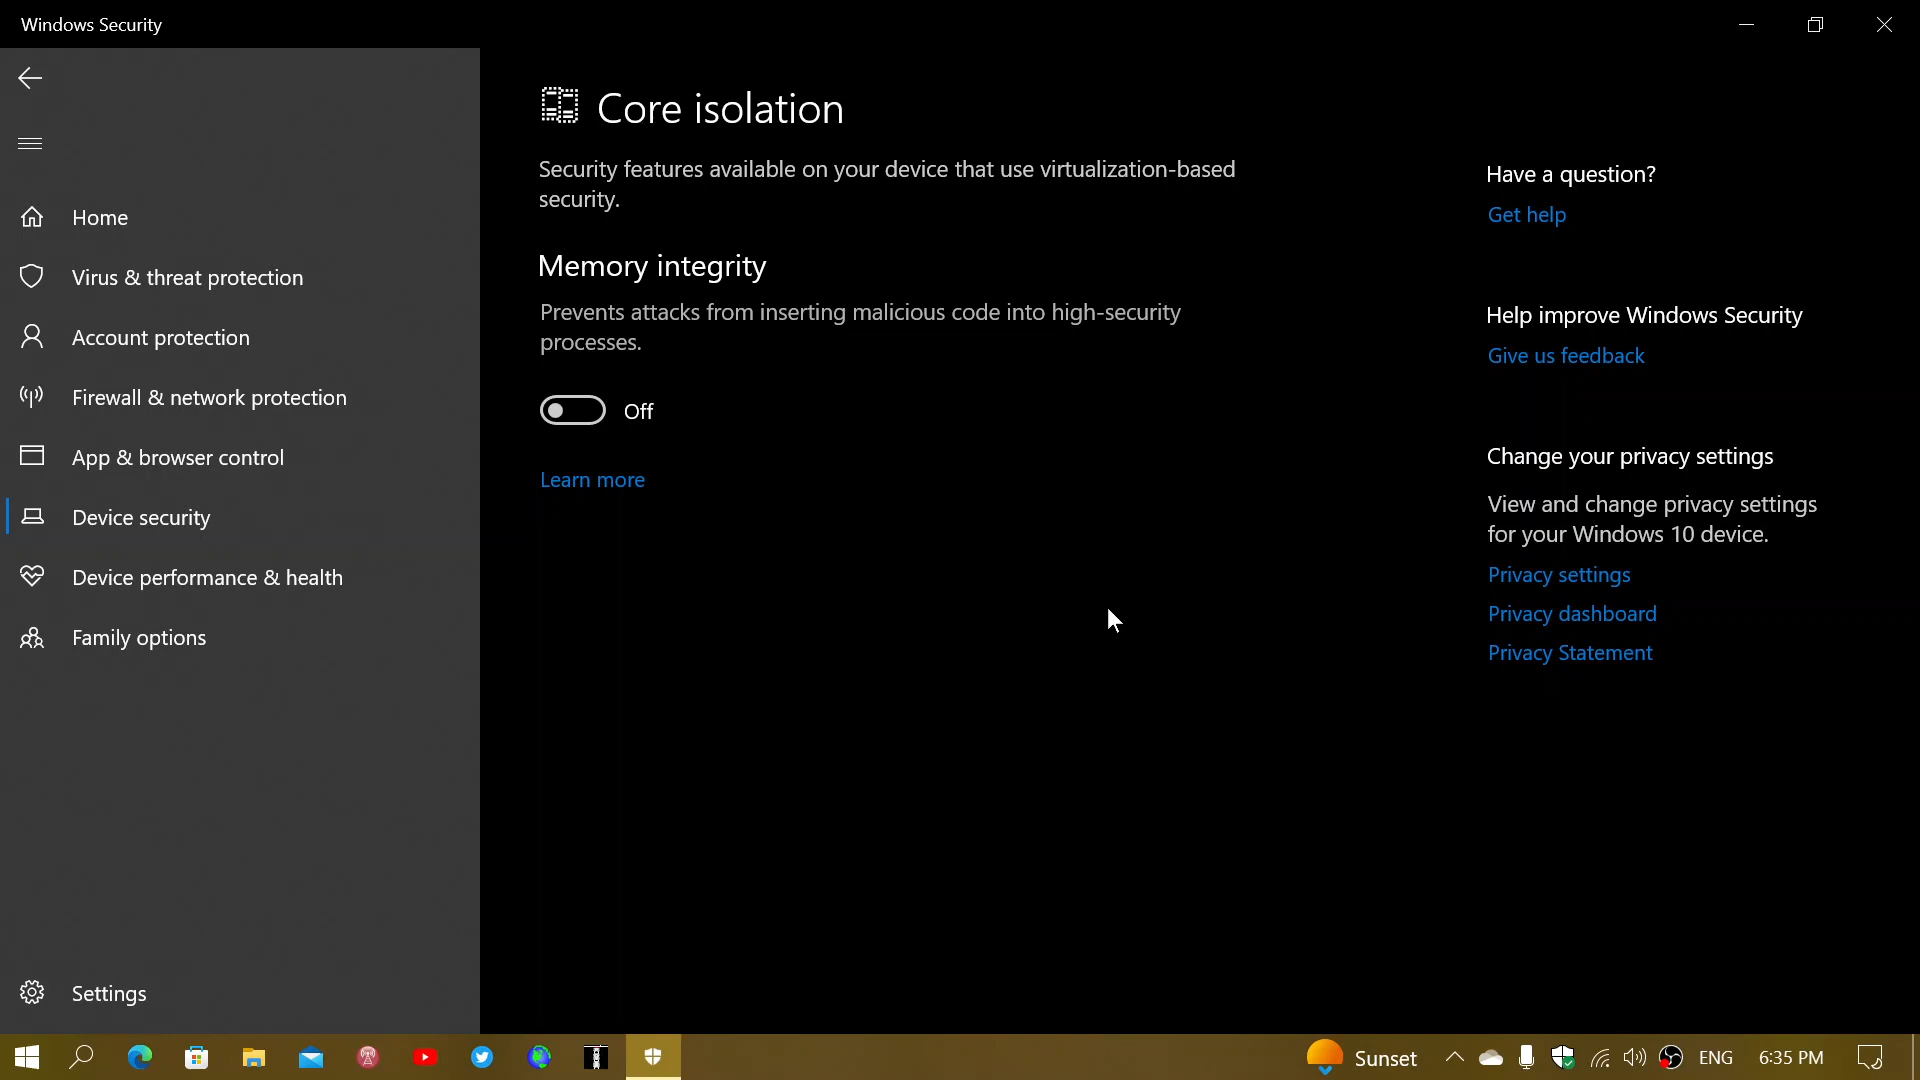 Windows Security
Home
Virus & threat protection
Account protection
Firewall & network protection
App & browser control
Device security
Device performance & health
Family options
Settings
Core isolation
Security features available on your device that use virtualization-based
security.
Memory integrity
Prevents attacks from inserting malicious code into high-security
processes.
Off
Learn more
Have a question?
Get help
Help improve Windows Security
Give us feedback
Change your privacy settings
View and change privacy settings
for your Windows 10 device.
Privacy settings
Privacy dashboard
Privacy Statement
Sunset
ENG
6:35 PM